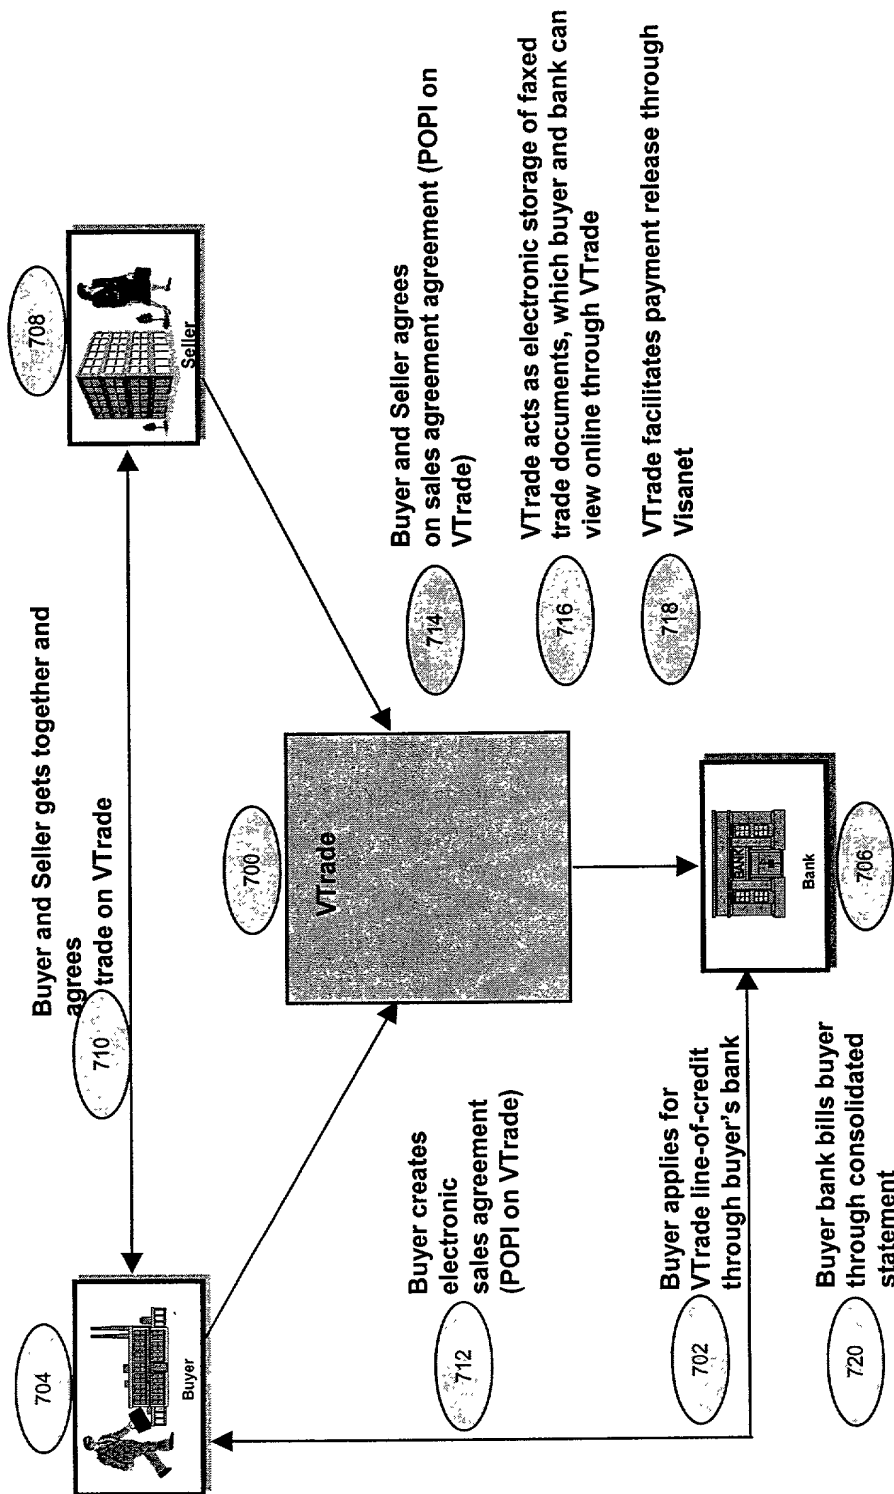 704
Buyer
Buyer and Seller gets together and
agrees
trade on VTrade
710
708
Seller
700
VTrade
712
Buyer creates
electronic
sales agreement
(POPI on VTrade)
714
Buyer and Seller agrees
on sales agreement agreement (POPI on
VTrade)
716
VTrade acts as electronic storage of faxed
trade documents, which buyer and bank can
view online through VTrade
718
VTrade facilitates payment release through
Visanet
702
Buyer applies for
VTrade line-of-credit
through buyer's bank
BANK
Bank
706
720
Buyer bank bills buyer
through consolidated
statement